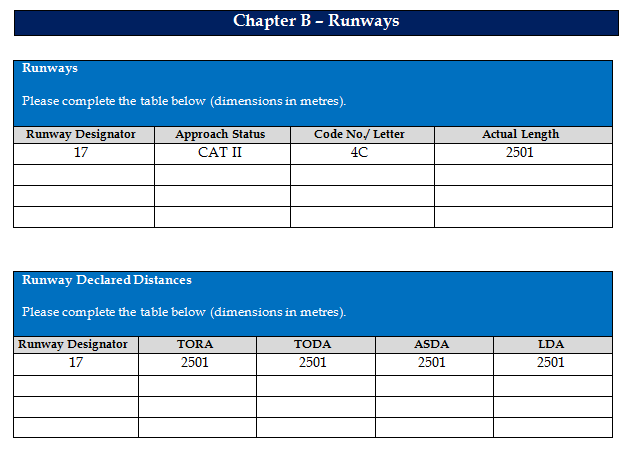 Chapter B – Runways
Runways
Please complete the table below (dimensions in metres).
Runway Designator Approach Status Code No./ Letter Actual Length
17 CAT II 4C 2501
Runway Declared Distances
Please complete the table below (dimensions in metres).
Runway Designator TORA TODA ASDA LDA
17 2501 2501 2501 2501